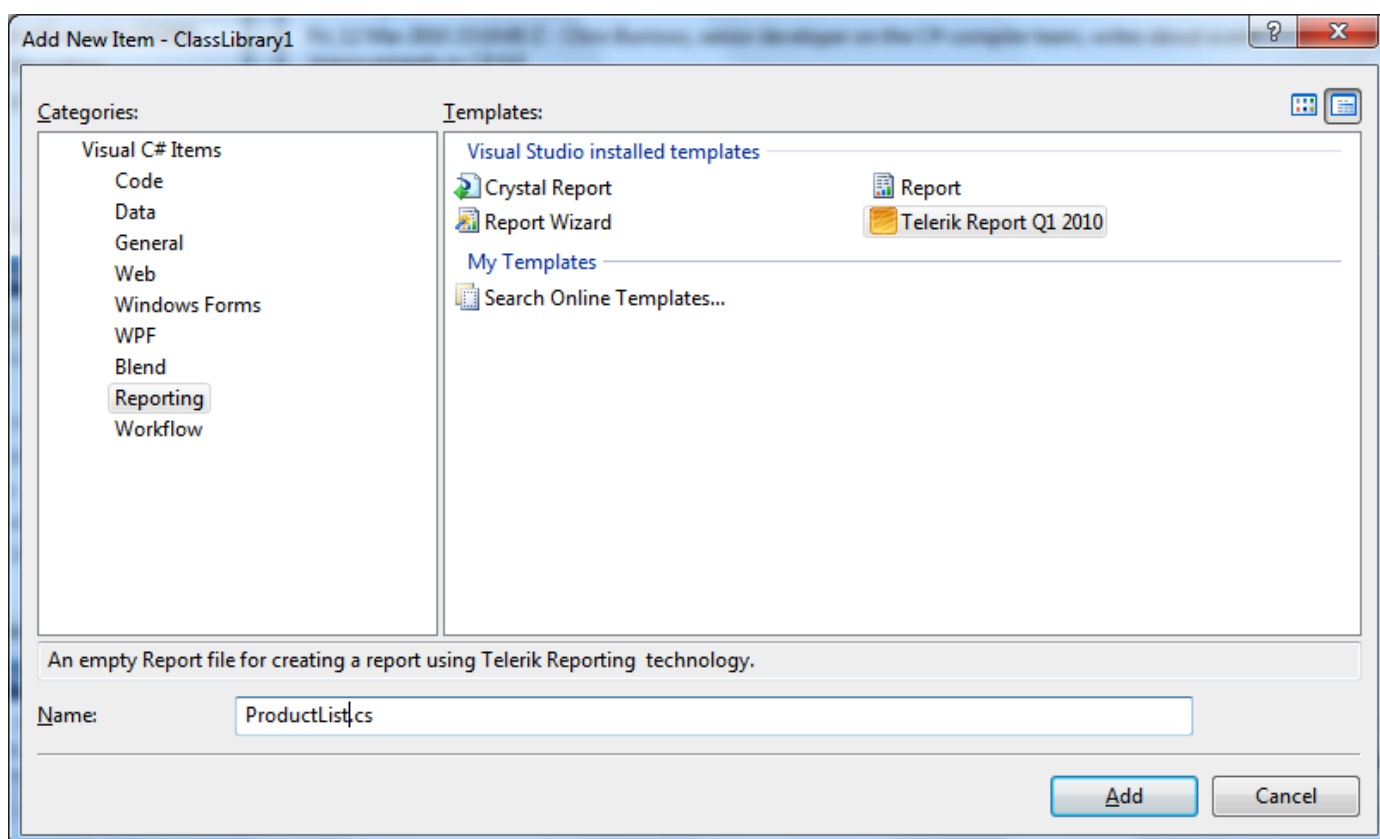 Add New Item - ClassLibrary1
Categories:
Templates:
Visual C# Items
Code
Data
General
Web
Windows Forms
WPF
Blend
Reporting
Workflow
Visual Studio installed templates
Crystal Report
Report
Report Wizard
Telerik Report Q1 2010
My Templates
Search Online Templates...
An empty Report file for creating a report using Telerik Reporting technology.
Name:
ProductList.cs
Add
Cancel